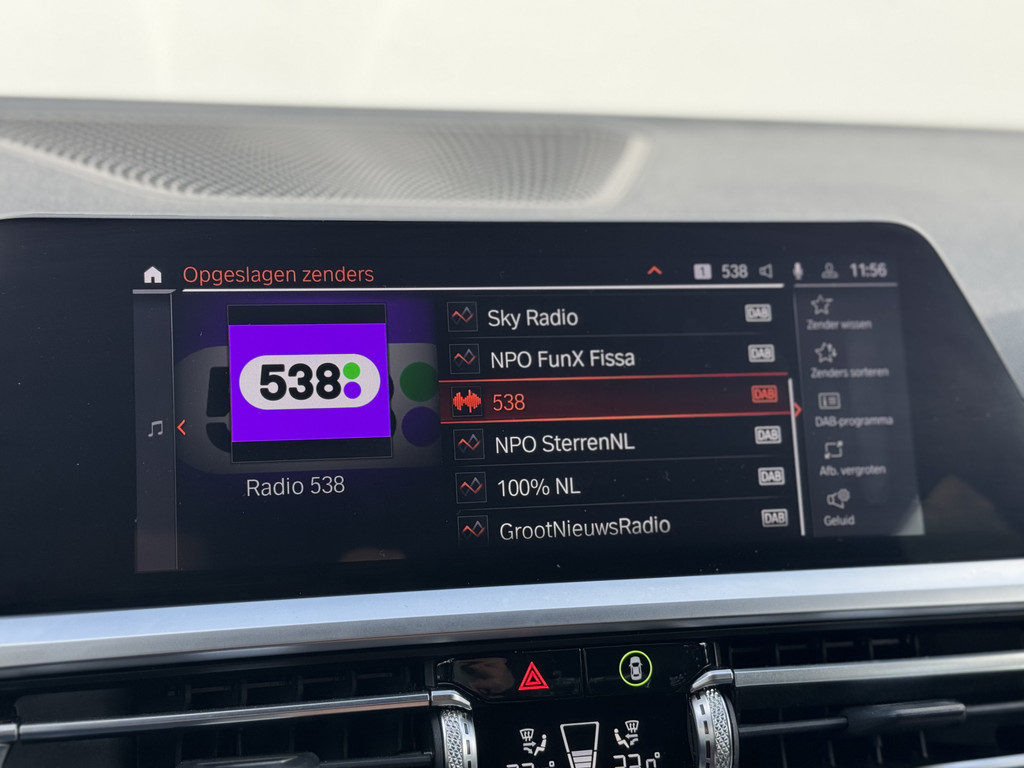 Opgeslagen zenders
1 538 11:56
538
Radio 538
Sky Radio DAB
NPO FunX Fissa DAB
538 DAB
NPO SterrenNL DAB
100% NL DAB
GrootNieuwsRadio DAB
Zender wissen
Zenders sorteren
DAB-programma
Afb. vergroten
Geluid